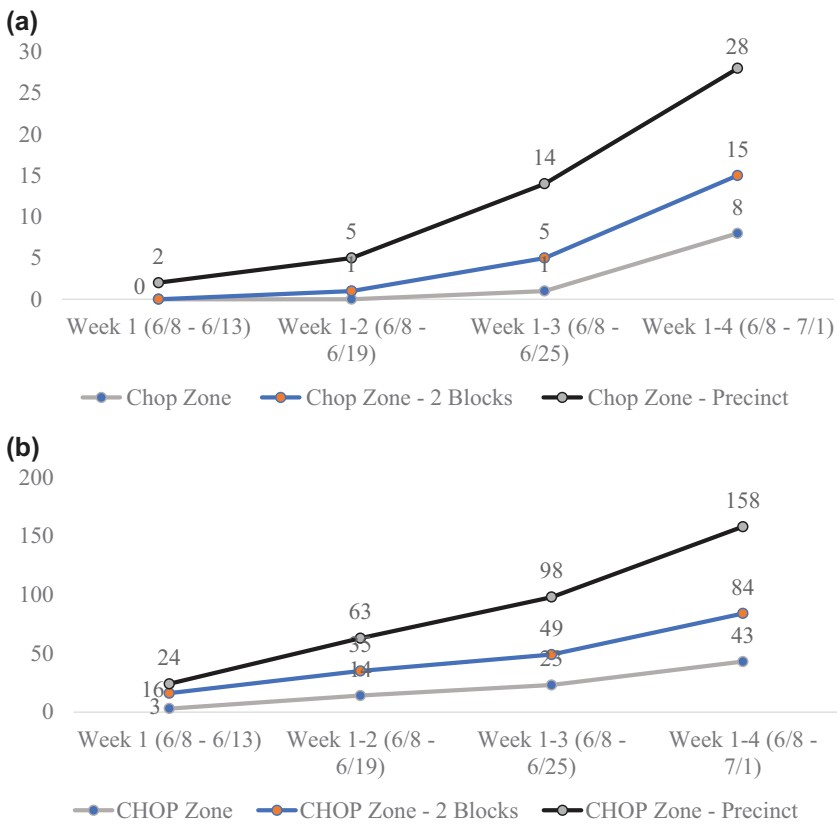 (a)
30
25
20
15
10
5
0
28
15
8
14
5
1
5
1
2
0
Week 1 (6/8 - 6/13)
Week 1-2 (6/8 -
6/19)
Week 1-3 (6/8 -
6/25)
Week 1-4 (6/8 - 7/1)
Chop Zone
Chop Zone - 2 Blocks
Chop Zone - Precinct
(b)
200
150
100
50
0
158
84
43
98
49
63
35
14
24
16
3
Week 1 (6/8 - 6/13)
Week 1-2 (6/8 -
6/19)
Week 1-3 (6/8 -
6/25)
Week 1-4 (6/8 -
7/1)
CHOP Zone
CHOP Zone - 2 Blocks
CHOP Zone - Precinct